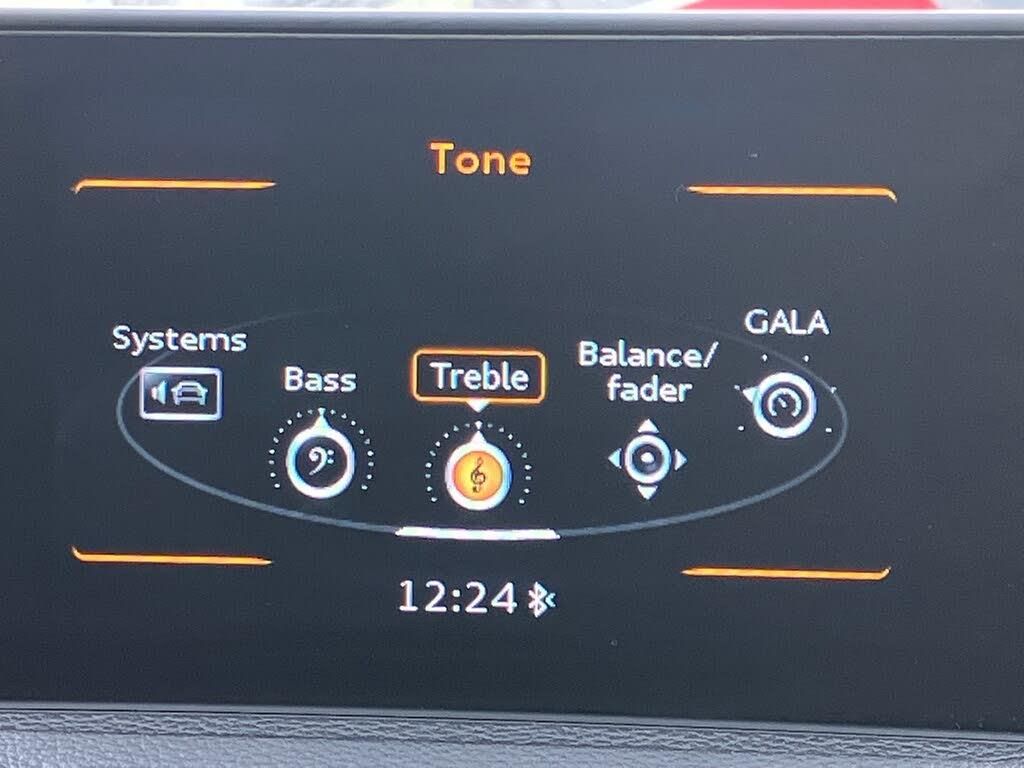 Tone
Systems
Bass
Treble
Balance/
fader
GALA
12:24